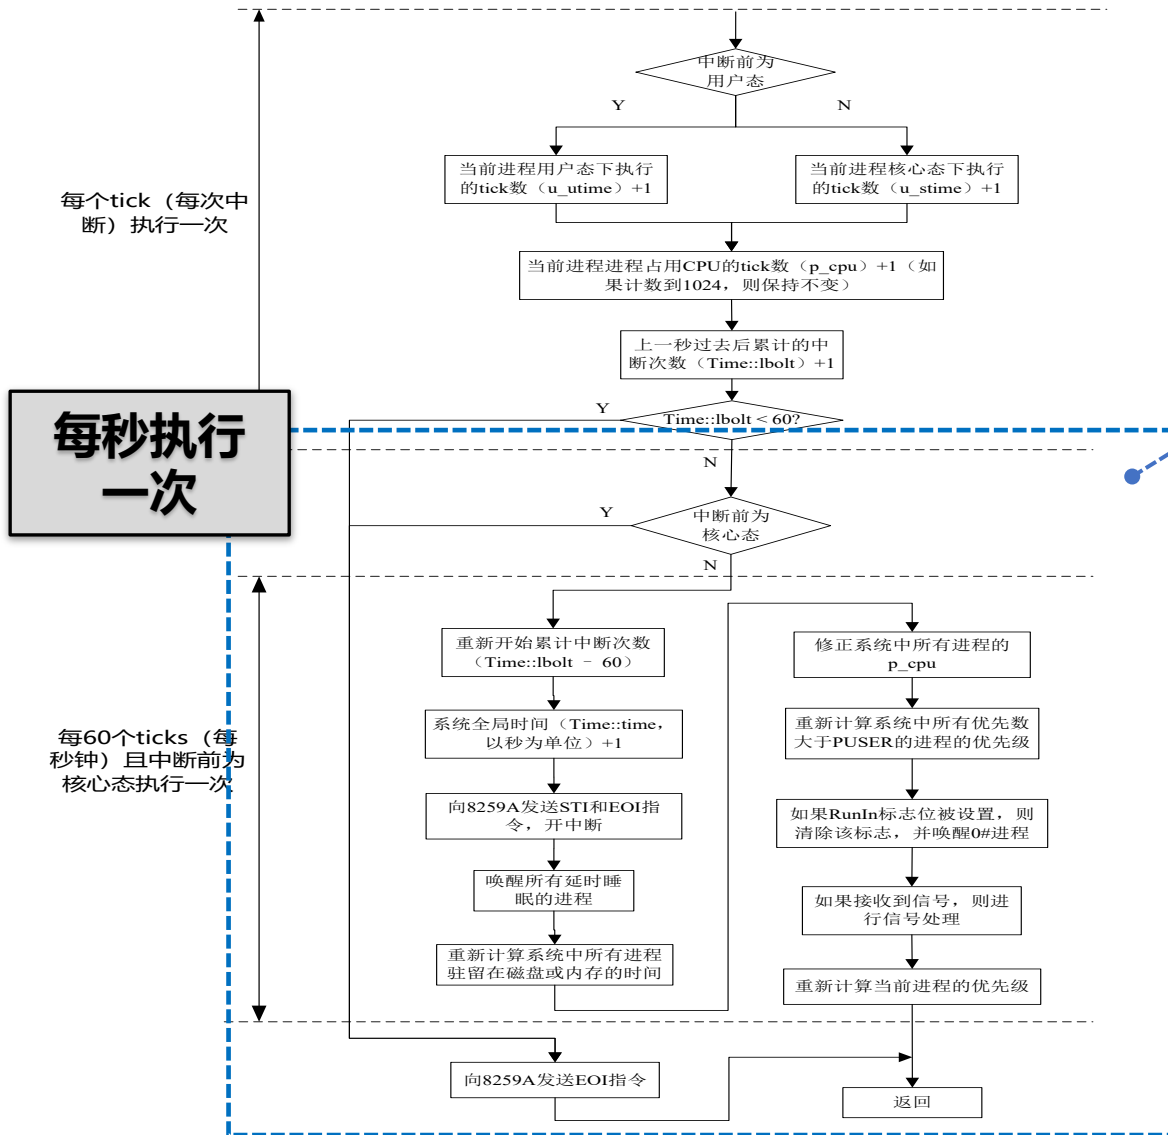 中断前为
用户态
Y
N
当前进程用户态下执行
的tick数（u_utime）+1
当前进程核心态下执行
的tick数（u_stime）+1
每个tick（每次中
断）执行一次
当前进程进程占用CPU的tick数（p_cpu）+1（如
果计数到1024，则保持不变）
上一秒过去后累计的中
断次数（Time::lbolt）+1
Y
Time::lbolt < 60?
每秒执行
一次
N
Y
中断前为
核心态
N
重新开始累计中断次数
（Time::lbolt - 60）
系统全局时间（Time::time，
以秒为单位）+1
每60个ticks（每
秒钟）且中断前为
核心态执行一次
向8259A发送STI和EOI指
令，开中断
唤醒所有延时睡
眠的进程
重新计算系统中所有进程
驻留在磁盘或内存的时间
修正系统中所有进程的
p_cpu
重新计算系统中所有优先数
大于PUSER的进程的优先级
如果RunIn标志位被设置，则
清除该标志，并唤醒0#进程
如果接收到信号，则进
行信号处理
重新计算当前进程的优先级
向8259A发送EOI指令
返回